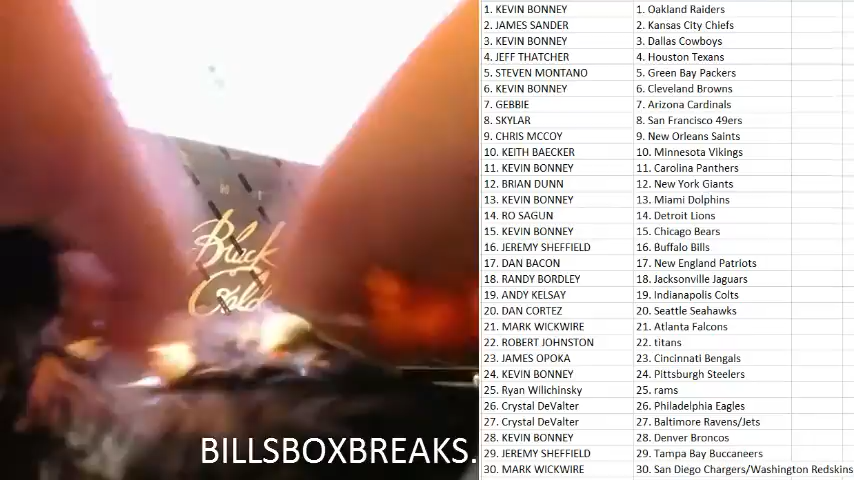 Black
Gold
BILLSBOXBREAKS.
1. KEVIN BONNEY 1. Oakland Raiders
2. JAMES SANDER 2. Kansas City Chiefs
3. KEVIN BONNEY 3. Dallas Cowboys
4. JEFF THATCHER 4. Houston Texans
5. STEVEN MONTANO 5. Green Bay Packers
6. KEVIN BONNEY 6. Cleveland Browns
7. GEBBIE 7. Arizona Cardinals
8. SKYLAR 8. San Francisco 49ers
9. CHRIS MCCOY 9. New Orleans Saints
10. KEITH BAECKER 10. Minnesota Vikings
11. KEVIN BONNEY 11. Carolina Panthers
12. BRIAN DUNN 12. New York Giants
13. KEVIN BONNEY 13. Miami Dolphins
14. RO SAGUN 14. Detroit Lions
15. KEVIN BONNEY 15. Chicago Bears
16. JEREMY SHEFFIELD 16. Buffalo Bills
17. DAN BACON 17. New England Patriots
18. RANDY BORDLEY 18. Jacksonville Jaguars
19. ANDY KELSAY 19. Indianapolis Colts
20. DAN CORTEZ 20. Seattle Seahawks
21. MARK WICKWIRE 21. Atlanta Falcons
22. ROBERT JOHNSTON 22. titans
23. JAMES OPOKA 23. Cincinnati Bengals
24. KEVIN BONNEY 24. Pittsburgh Steelers
25. Ryan Wilichinsky 25. rams
26. Crystal DeValter 26. Philadelphia Eagles
27. Crystal DeValter 27. Baltimore Ravens/Jets
28. KEVIN BONNEY 28. Denver Broncos
29. JEREMY SHEFFIELD 29. Tampa Bay Buccaneers
30. MARK WICKWIRE 30. San Diego Chargers/Washington Redskins